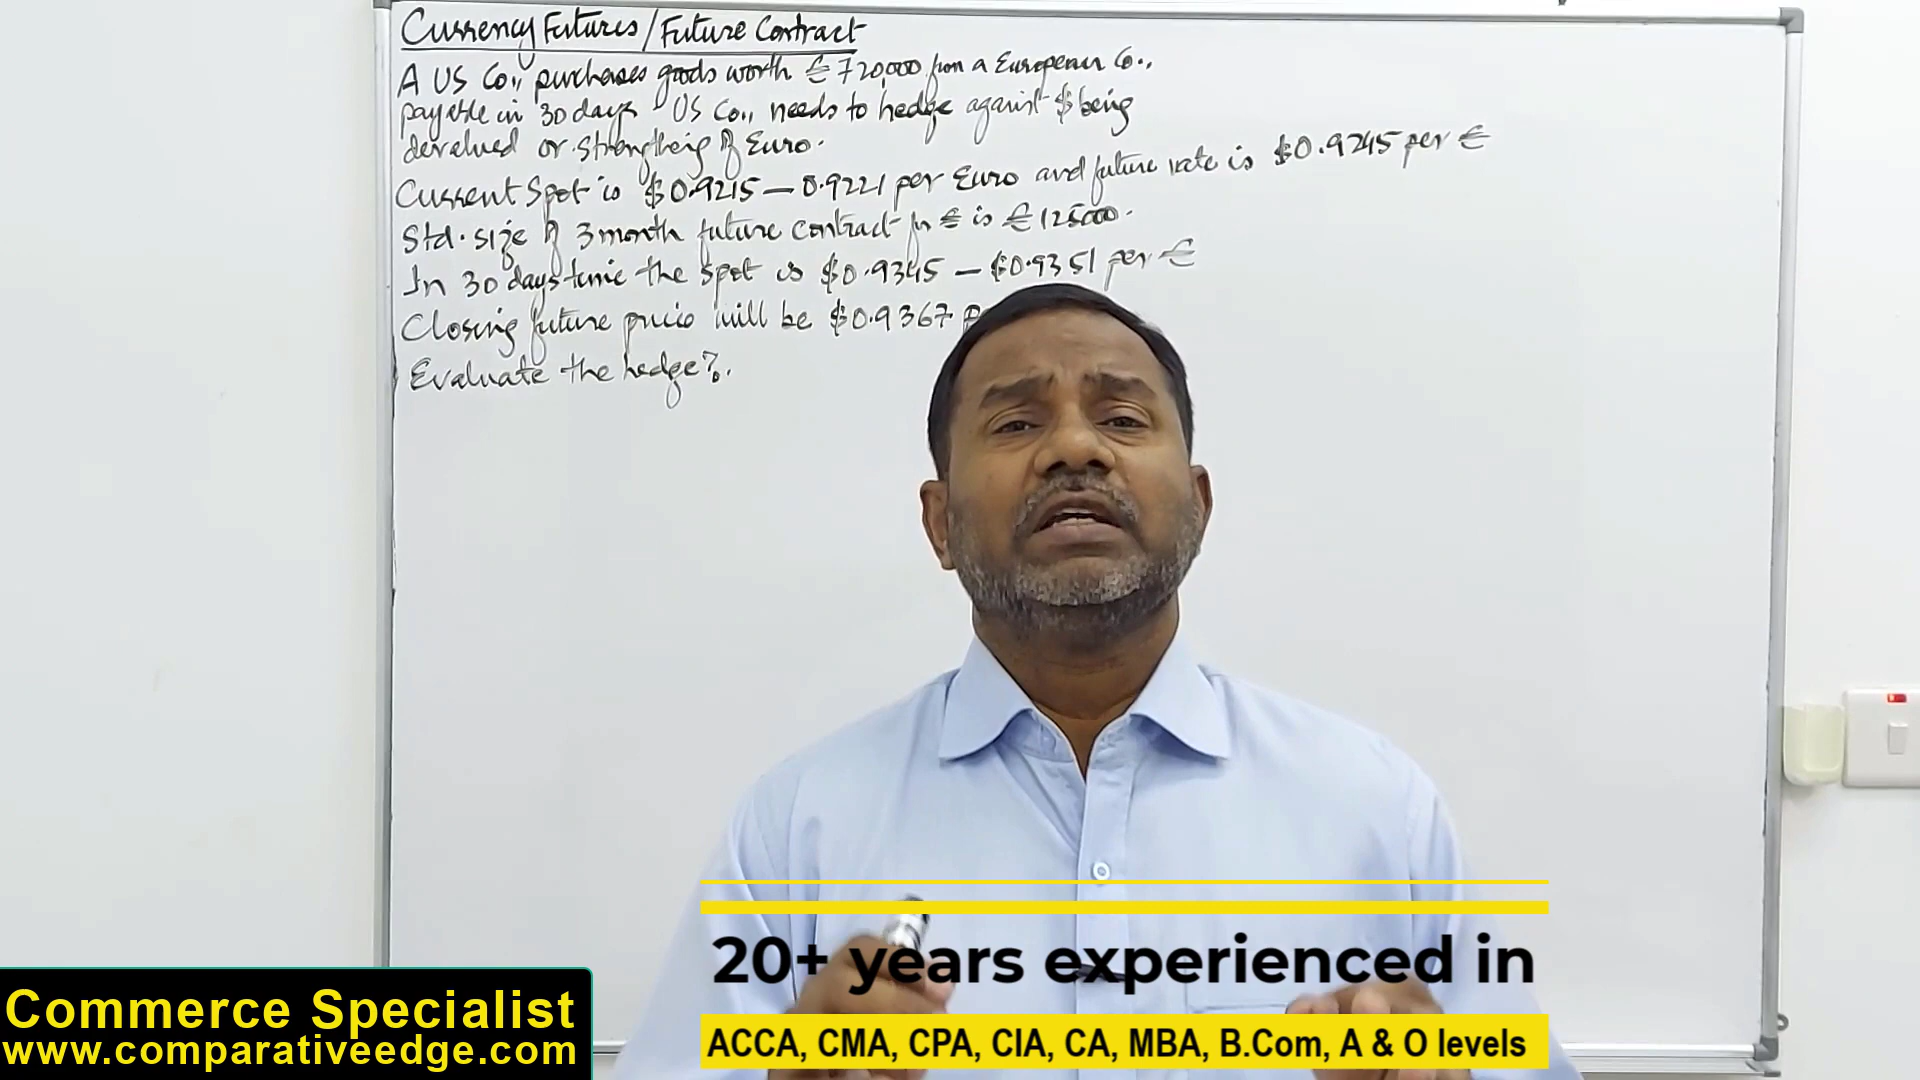 Currency Futures/Future Contract
A US Co., purchases goods worth € 720,000 from a European Co.,
payable in 30 days US Co., needs to hedge against $ being
devalued or strengtheing of Euro.
Current Spot is $0.9215 – 0.9221 per Euro and future rate is $0.9245 per €
Std. size of 3 month future contract for € is € 125000.
In 30 days time the spot is $0.9345 – $0.9351 per €
Closing future price will be $0.9367
Evaluate the hedge?
20+ years experienced in
ACCA, CMA, CPA, CIA, CA, MBA, B.Com, A & O levels
Commerce Specialist
www.comparativeedge.com